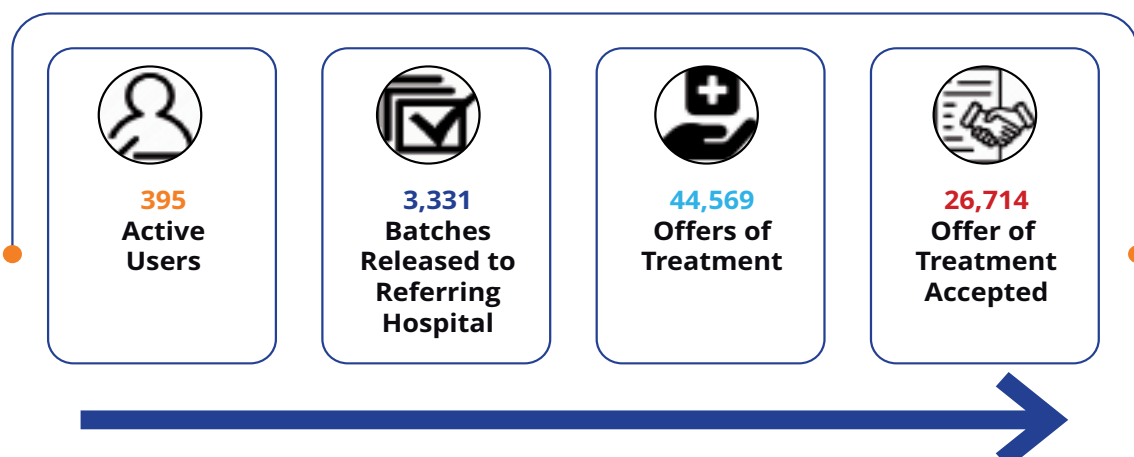 395
Active
Users
3,331
Batches
Released to
Referring
Hospital
44,569
Offers of
Treatment
26,714
Offer of
Treatment
Accepted